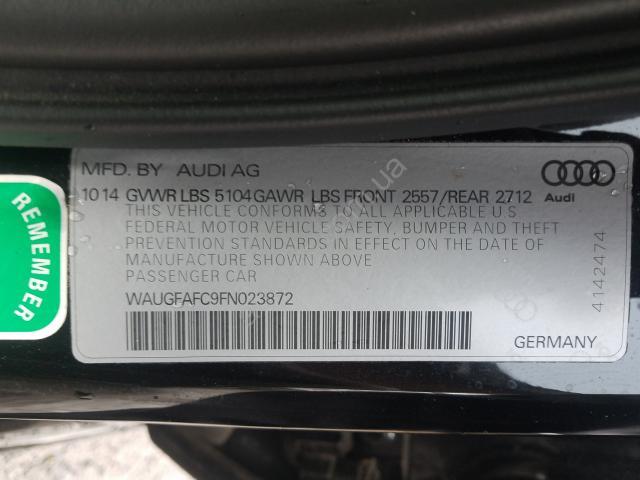 MFD. BY AUDI AG
10 14 GVWR LBS 5104 GAWR LBS FRONT 2557/REAR 2712
THIS VEHICLE CONFORMS TO ALL APPLICABLE U.S
FEDERAL MOTOR VEHICLE SAFETY, BUMPER AND THEFT
PREVENTION STANDARDS IN EFFECT ON THE DATE OF
MANUFACTURE SHOWN ABOVE
PASSENGER CAR
WAUGFAFC9FN023872
GERMANY
Audi
4142474
REMEMBER